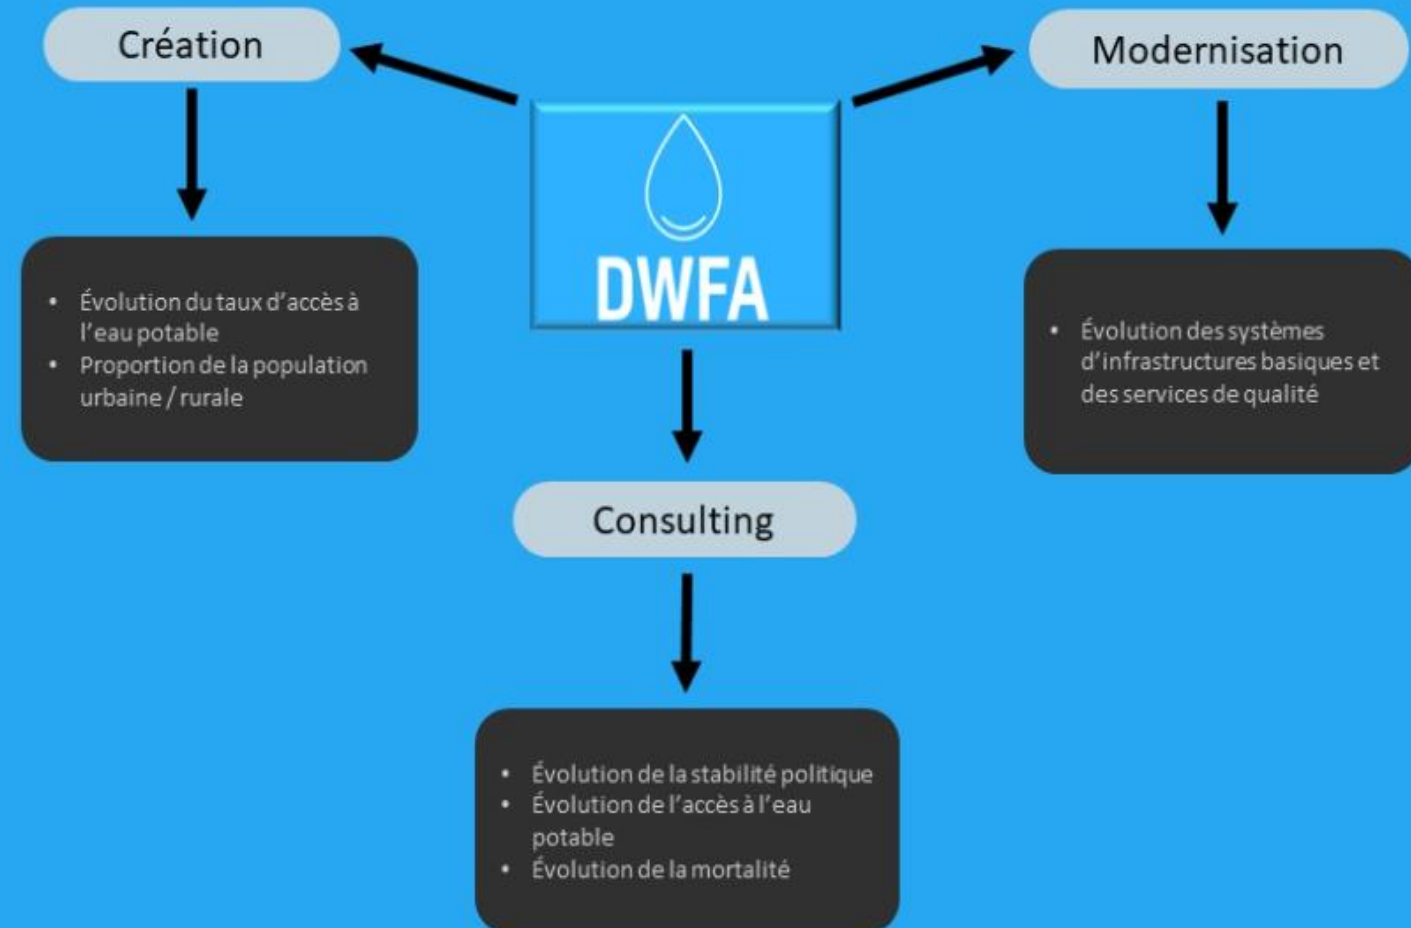 Création
Modernisation
DWFA
• Évolution du taux d'accès à
l'eau potable
• Proportion de la population
urbaine / rurale
• Évolution des systèmes
d'infrastructures basiques et
des services de qualité
Consulting
• Évolution de la stabilité politique
• Évolution de l'accès à l'eau
potable
• Évolution de la mortalité